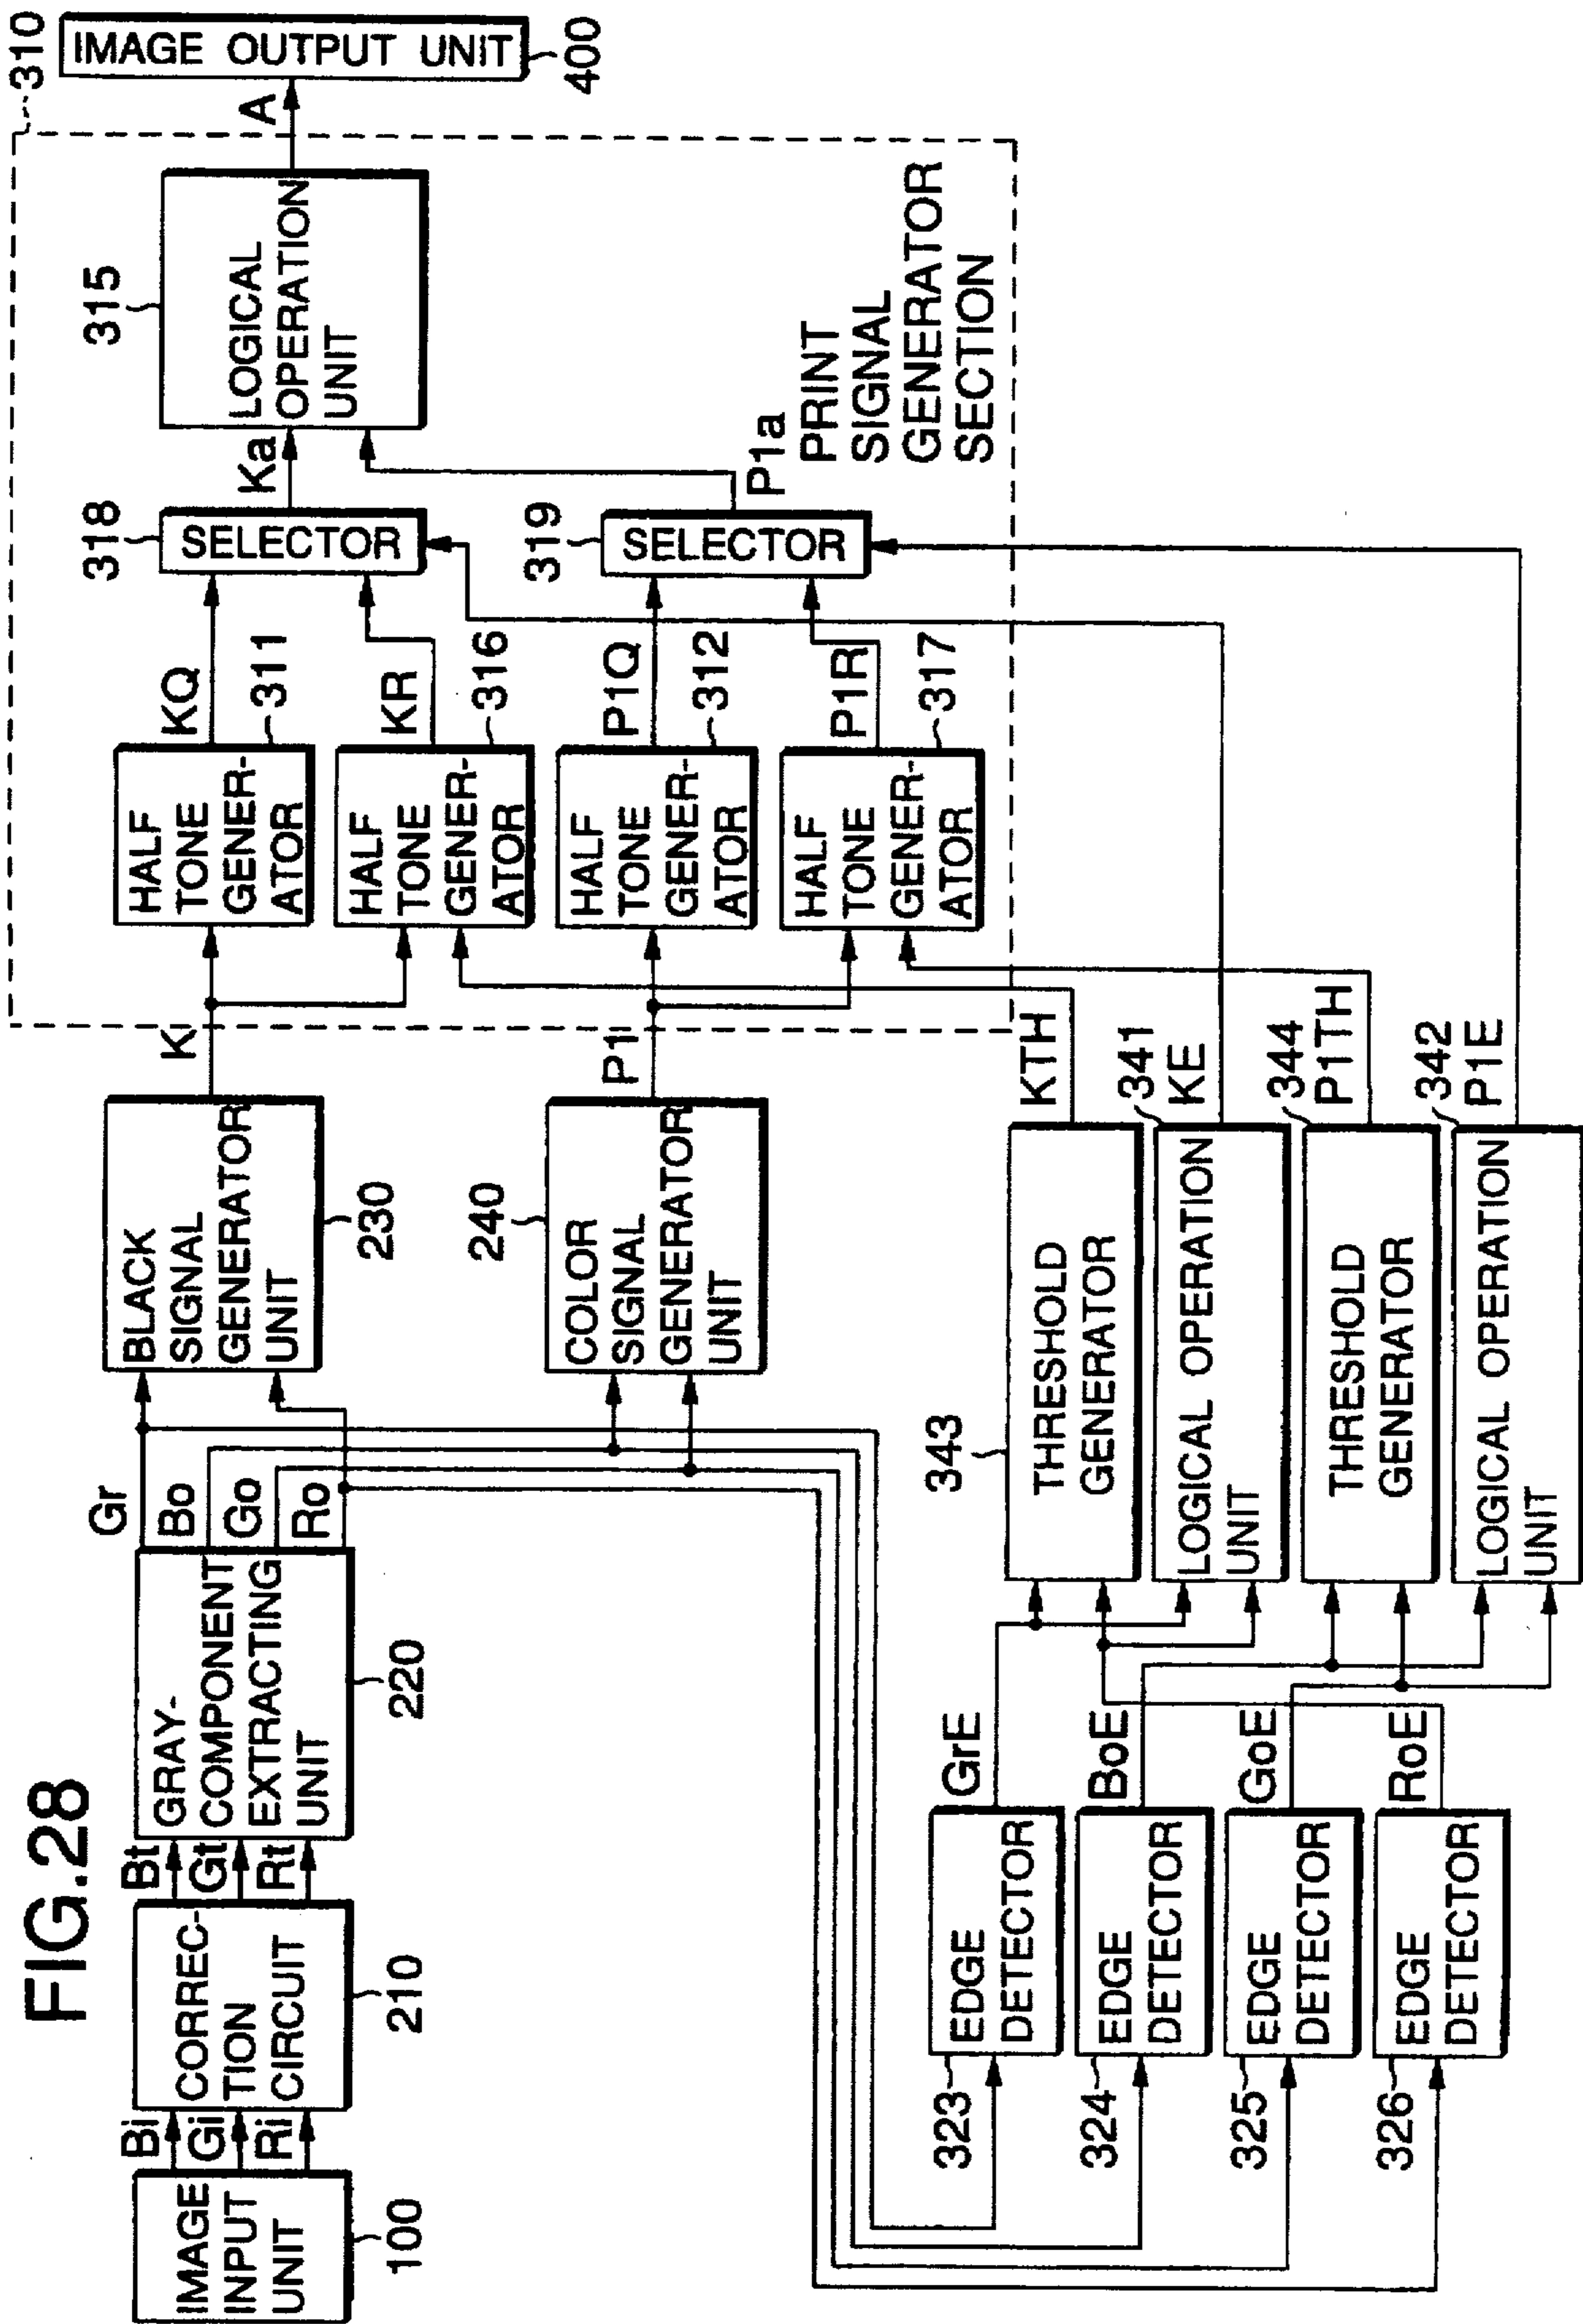 FIG.28
IMAGE
INPUT
UNIT
100
Bi
Gi
Ri
CORREC-
TION
CIRCUIT
210
Bt
Gt
Rt
GRAY-
COMPONENT
EXTRACTING
UNIT
220
Gr
Bo
Go
Ro
BLACK
SIGNAL
GENERATOR
UNIT
230
K
240
COLOR
SIGNAL
GENERATOR
UNIT
P1
HALF
TONE
GENER-
ATOR
311
KQ
HALF
TONE
GENER-
ATOR
316
KR
HALF
TONE
GENER-
ATOR
312
P1Q
HALF
TONE
GENER-
ATOR
317
P1R
318
SELECTOR
Ka
319
SELECTOR
P1a
315
LOGICAL
OPERATION
UNIT
PRINT
SIGNAL
GENERATOR
SECTION
310
A
IMAGE OUTPUT UNIT
400
323
EDGE
DETECTOR
GrE
324
EDGE
DETECTOR
BoE
325
EDGE
DETECTOR
GoE
326
EDGE
DETECTOR
RoE
343
THRESHOLD
GENERATOR
KTH
LOGICAL OPERATION
UNIT
341
KE
THRESHOLD
GENERATOR
344
P1TH
LOGICAL OPERATION
UNIT
342
P1E